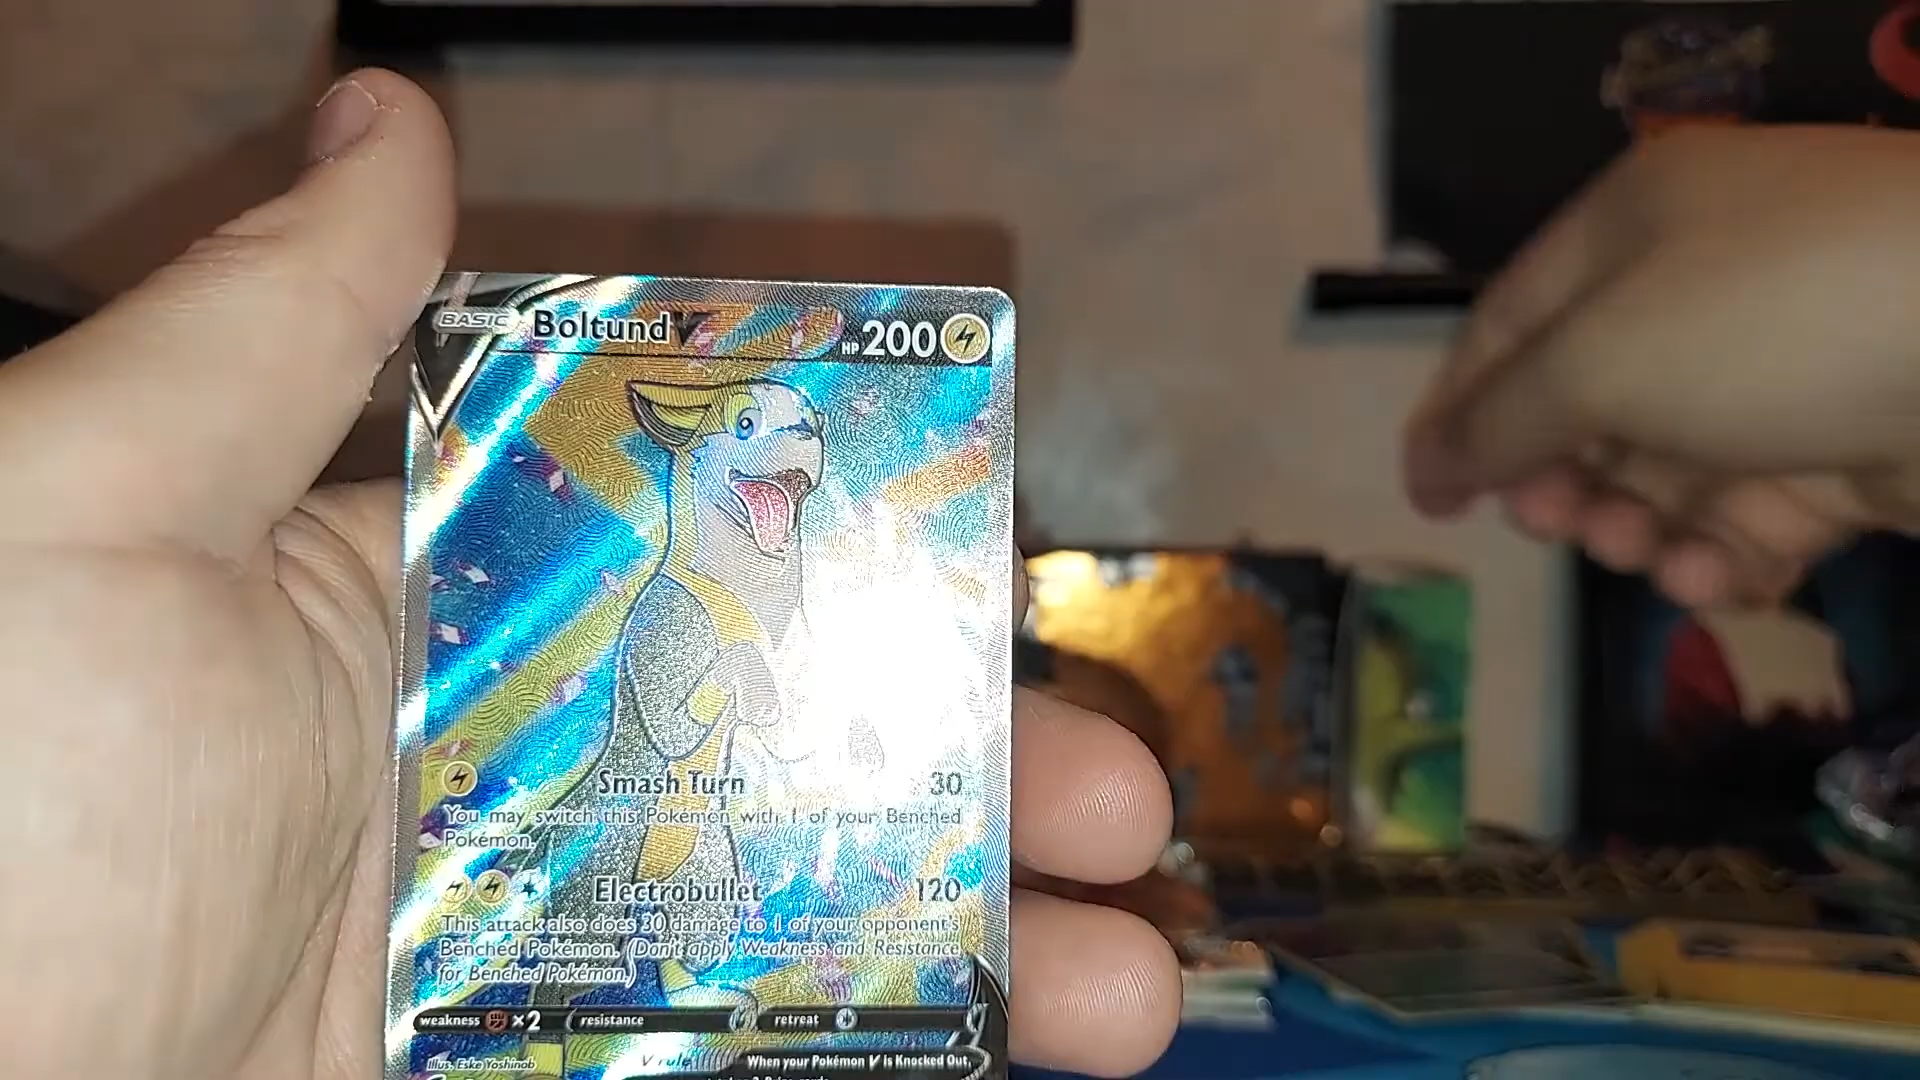 BASIC Boltund V HP 200
Smash Turn 30
You may switch this Pokémon with 1 of your Benched
Pokémon.
Electrobullet 120
This attack also does 30 damage to 1 of your opponent's
Benched Pokémon. (Don't apply Weakness and Resistance
for Benched Pokémon.)
weakness ×2 resistance retreat
Illus. Eske Yoshinob V rule When your Pokémon V is Knocked Out,